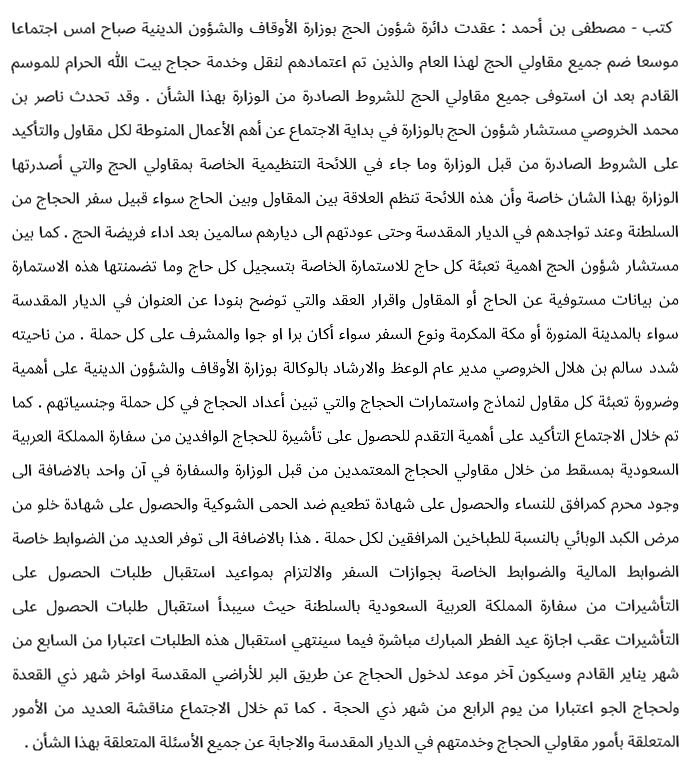 كتب - مصطفى بن أحمد : عقدت دائرة شؤون الحج بوزارة الأوقاف والشؤون الدينية صباح امس اجتماعا
موسعا ضم جميع مقاولي الحج لهذا العام والذين تم اعتمادهم لنقل وخدمة حجاج بيت الله الحرام للموسم
القادم بعد ان استوفى جميع مقاولي الحج للشروط الصادرة من الوزارة بهذا الشأن . وقد تحدث ناصر بن
محمد الخروصي مستشار شؤون الحج بالوزارة في بداية الاجتماع عن أهم الأعمال المنوطة لكل مقاول والتأكيد
على الشروط الصادرة من قبل الوزارة وما جاء في اللائحة التنظيمية الخاصة بمقاولي الحج والتي أصدرتها
الوزارة بهذا الشان خاصة وأن هذه اللائحة تنظم العلاقة بين المقاول وبين الحاج سواء قبيل سفر الحجاج من
السلطنة وعند تواجدهم في الديار المقدسة وحتى عودتهم الى ديارهم سالمين بعد اداء فريضة الحج . كما بين
مستشار شؤون الحج اهمية تعبئة كل حاج للاستمارة الخاصة بتسجيل كل حاج وما تضمنتها هذه الاستمارة
من بيانات مستوفية عن الحاج أو المقاول واقرار العقد والتي توضح بنودا عن العنوان في الديار المقدسة
سواء بالمدينة المنورة أو مكة المكرمة ونوع السفر سواء أكان برا او جوا والمشرف على كل حملة . من ناحيته
شدد سالم بن هلال الخروصي مدير عام الوعظ والارشاد بالوكالة بوزارة الأوقاف والشؤون الدينية على أهمية
وضرورة تعبئة كل مقاول لنماذج واستمارات الحجاج والتي تبين أعداد الحجاج في كل حملة وجنسياتهم . كما
تم خلال الاجتماع التأكيد على أهمية التقدم للحصول على تأشيرة للحجاج الوافدين من سفارة المملكة العربية
السعودية بمسقط من خلال مقاولي الحجاج المعتمدين من قبل الوزارة والسفارة في آن واحد بالاضافة الى
وجود محرم كمرافق للنساء والحصول على شهادة تطعيم ضد الحمى الشوكية والحصول على شهادة خلو من
مرض الكبد الوبائي بالنسبة للطباخين المرافقين لكل حملة . هذا بالاضافة الى توفر العديد من الضوابط خاصة
الضوابط المالية والضوابط الخاصة بجوازات السفر والالتزام بمواعيد استقبال طلبات الحصول على
التأشيرات من سفارة المملكة العربية السعودية بالسلطنة حيث سيبدأ استقبال طلبات الحصول على
التأشيرات عقب اجازة عيد الفطر المبارك مباشرة فيما سينتهي استقبال هذه الطلبات اعتبارا من السابع من
شهر يناير القادم وسيكون آخر موعد لدخول الحجاج عن طريق البر للأراضي المقدسة اواخر شهر ذي القعدة
ولحجاج الجو اعتبارا من يوم الرابع من شهر ذي الحجة . كما تم خلال الاجتماع مناقشة العديد من الأمور
المتعلقة بأمور مقاولي الحجاج وخدمتهم في الديار المقدسة والاجابة عن جميع الأسئلة المتعلقة بهذا الشأن .